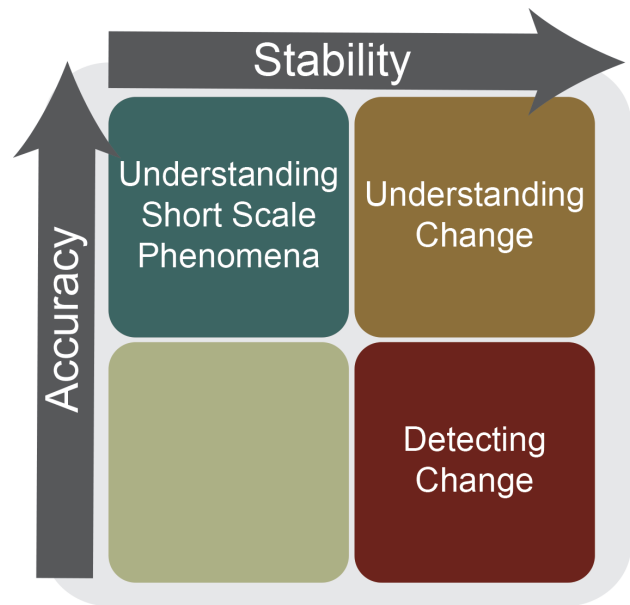 Stability
Accuracy
Understanding
Short Scale
Phenomena
Understanding
Change
Detecting
Change